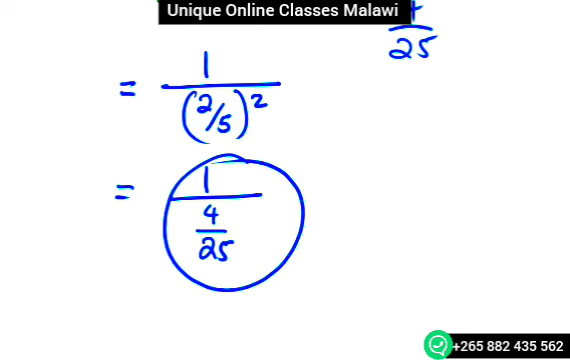 Unique Online Classes Malawi
25
= 1/(2/5)²
= 1/(4/25)
+265 882 435 562